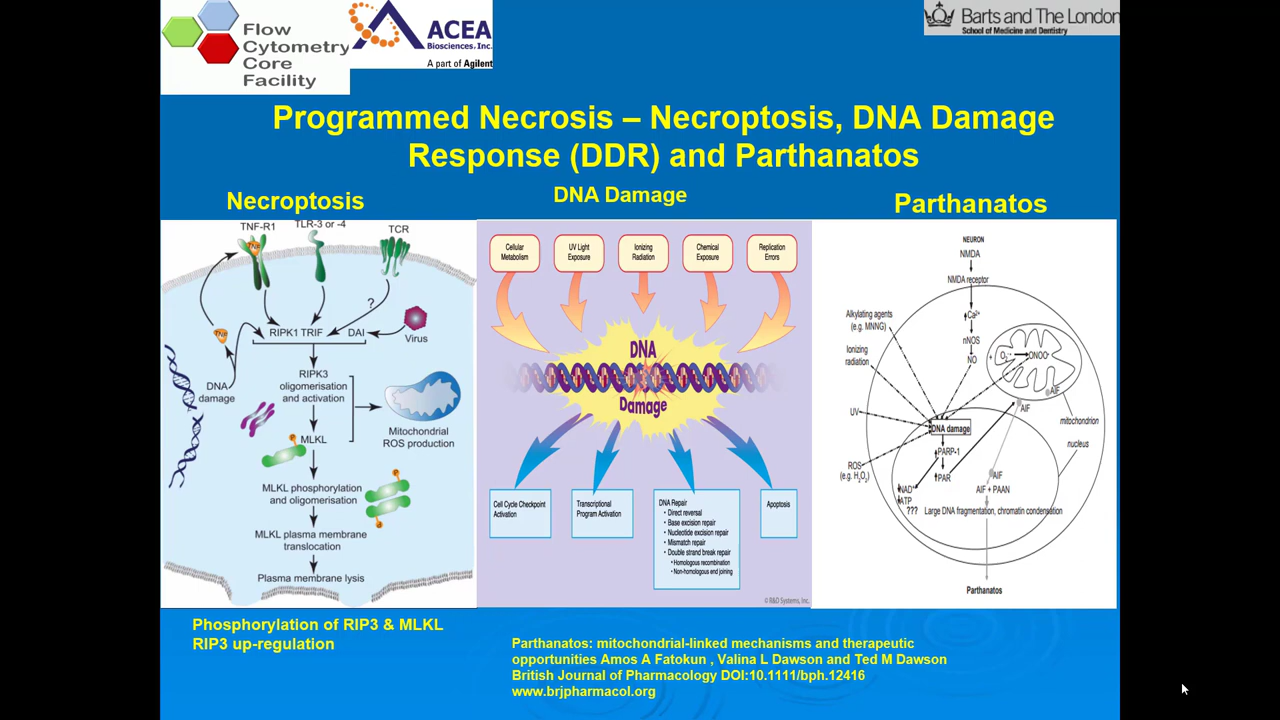 Flow
Cytometry
Core
Facility
ACEA
Biosciences, Inc.
A part of Agilent
Barts and The London
School of Medicine and Dentistry
Programmed Necrosis – Necroptosis, DNA Damage
Response (DDR) and Parthanatos
Necroptosis
TNF-R1
TLR-3 or -4
TCR
TNF
?
TNF
RIPK1 TRIF
DAI
Virus
DNA
damage
RIPK3
oligomerisation
and activation
MLKL
Mitochondrial
ROS production
MLKL phosphorylation
and oligomerisation
MLKL plasma membrane
translocation
Plasma membrane lysis
Phosphorylation of RIP3 & MLKL
RIP3 up-regulation
DNA Damage
Cellular
Metabolism
UV Light
Exposure
Ionizing
Radiation
Chemical
Exposure
Replication
Errors
DNA
Damage
Cell Cycle Checkpoint
Activation
Transcriptional
Program Activation
DNA Repair
• Direct reversal
• Base excision repair
• Nucleotide excision repair
• Mismatch repair
• Double strand break repair
• Homologous recombination
• Non-homologous end joining
Apoptosis
© R&D Systems, Inc.
Parthanatos
NEURON
NMDA
NMDA receptor
Ca²⁺
nNOS
NO
Alkylating agents
(e.g. MNNG)
Ionizing
radiation
UV
ROS
(e.g. H₂O₂)
+ O₂⁻
ONOO⁻
AIF
AIF
mitochondrion
nucleus
DNA damage
PARP-1
PAR
NAD⁺
ATP
AIF
AIF + PAAN
??? Large DNA fragmentation, chromatin condensation
Parthanatos
Parthanatos: mitochondrial-linked mechanisms and therapeutic
opportunities Amos A Fatokun , Valina L Dawson and Ted M Dawson
British Journal of Pharmacology DOI:10.1111/bph.12416
www.brjpharmacol.org